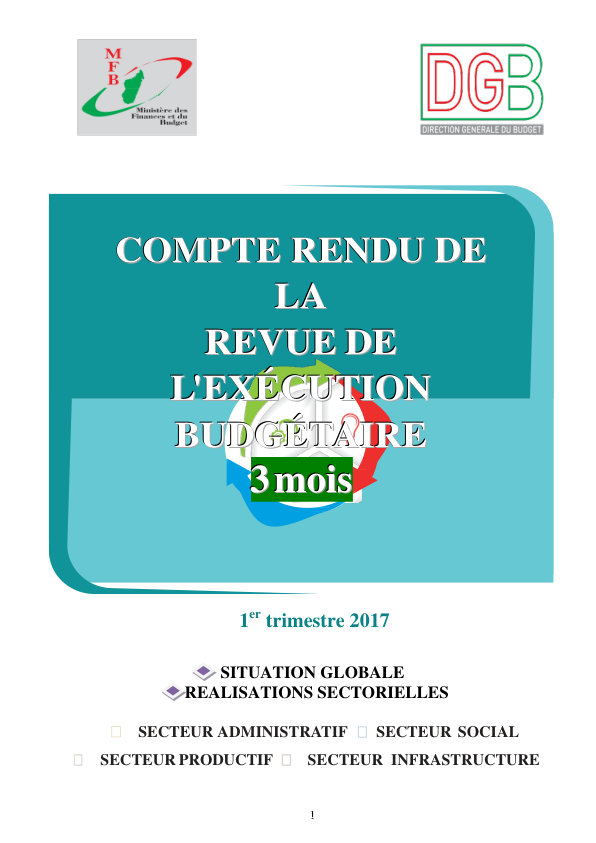 M
F
B
Ministère des
Finances et du
Budget
DGB
DIRECTION GENERALE DU BUDGET
COMPTE RENDU DE
LA
REVUE DE
L'EXÉCUTION
BUDGÉTAIRE
3 mois
1er trimestre 2017
SITUATION GLOBALE
REALISATIONS SECTORIELLES
SECTEUR ADMINISTRATIF SECTEUR SOCIAL
SECTEUR PRODUCTIF SECTEUR INFRASTRUCTURE
!